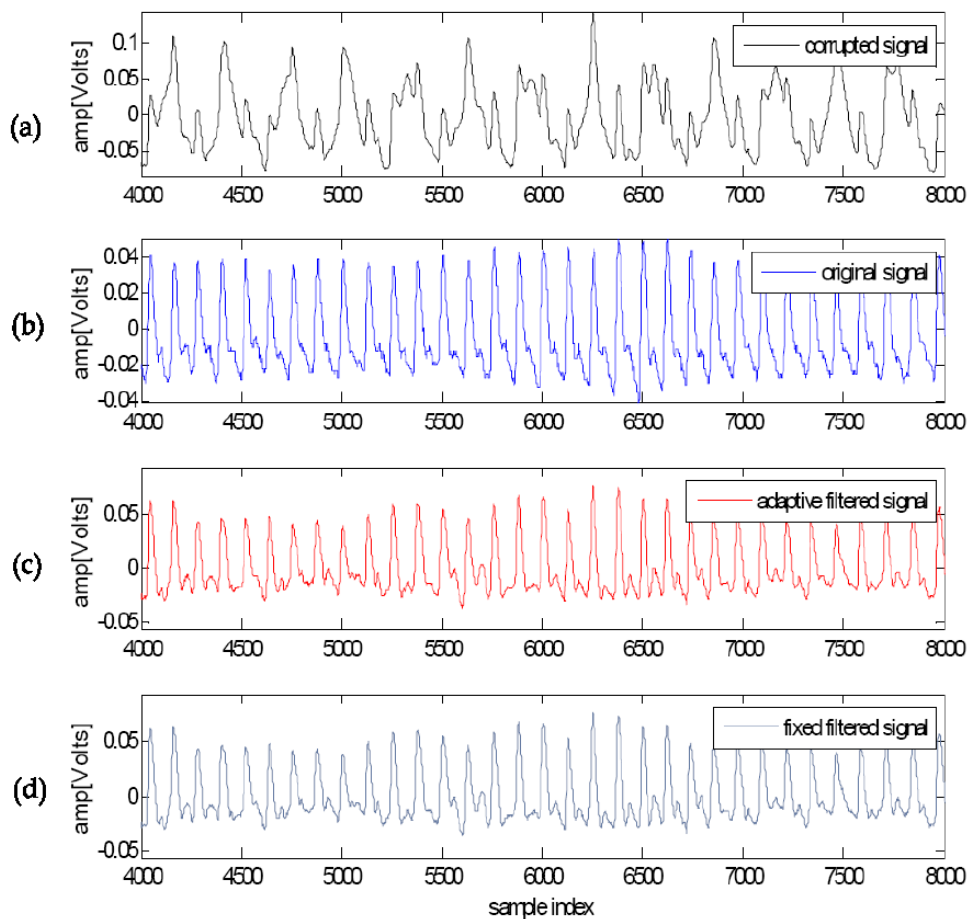 corrupted signal
0.1
0.05
0
-0.05
amp[Volts]
(a)
4000 4500 5000 5500 6000 6500 7000 7500 8000
original signal
0.04
0.02
0
-0.02
-0.04
amp[Volts]
(b)
4000 4500 5000 5500 6000 6500 7000 7500 8000
adaptive filtered signal
0.05
0
-0.05
amp[Volts]
(c)
4000 4500 5000 5500 6000 6500 7000 7500 8000
fixed filtered signal
0.05
0
-0.05
amp[Volts]
(d)
4000 4500 5000 5500 6000 6500 7000 7500 8000
sample index